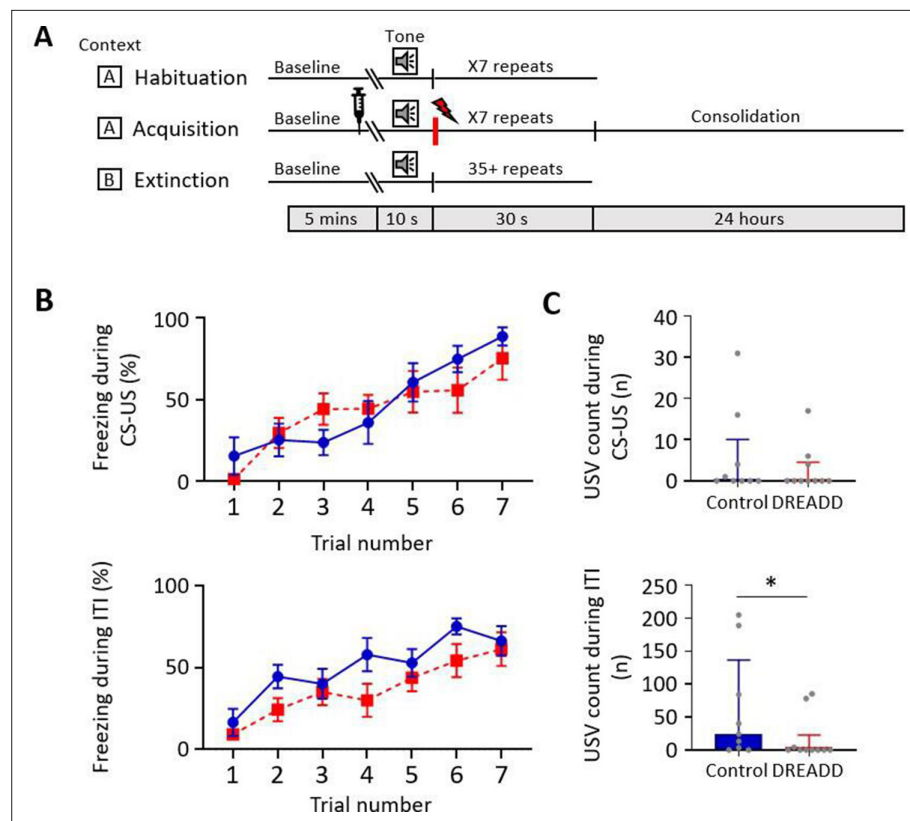 A
Context
Tone
A Habituation Baseline X7 repeats
A Acquisition Baseline X7 repeats Consolidation
B Extinction Baseline 35+ repeats
5 mins 10 s 30 s 24 hours
B
Freezing during
CS-US (%)
100
50
0
1 2 3 4 5 6 7
Trial number
C
USV count during
CS-US (n)
40
30
20
10
0
Control DREADD
Freezing during ITI (%)
100
50
0
1 2 3 4 5 6 7
Trial number
USV count during ITI
(n)
250
200
150
100
50
0
*
Control DREADD